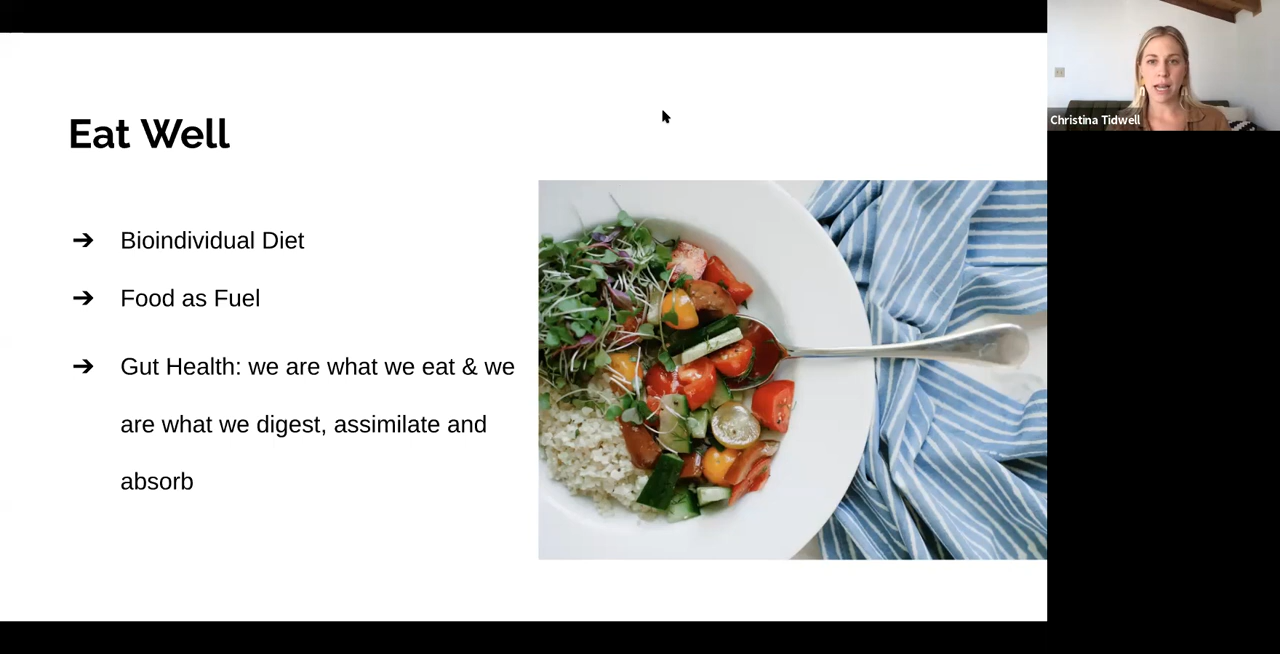 Eat Well
➔ Bioindividual Diet
➔ Food as Fuel
➔ Gut Health: we are what we eat & we
are what we digest, assimilate and
absorb
Christina Tidwell